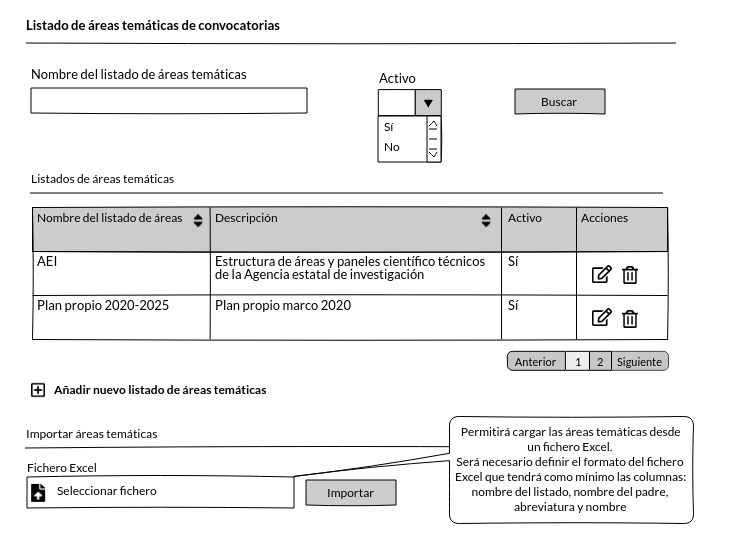 Listado de áreas temáticas de convocatorias
Nombre del listado de áreas temáticas
Activo
Buscar
Sí
No
Listados de áreas temáticas
Nombre del listado de áreas Descripción Activo Acciones
AEI Estructura de áreas y paneles científico técnicos Sí
de la Agencia estatal de investigación
Plan propio 2020-2025 Plan propio marco 2020 Sí
Anterior 1 2 Siguiente
Añadir nuevo listado de áreas temáticas
Importar áreas temáticas
Fichero Excel
Seleccionar fichero
Importar
Permitirá cargar las áreas temáticas desde
un fichero Excel.
Será necesario definir el formato del fichero
Excel que tendrá como mínimo las columnas:
nombre del listado, nombre del padre,
abreviatura y nombre